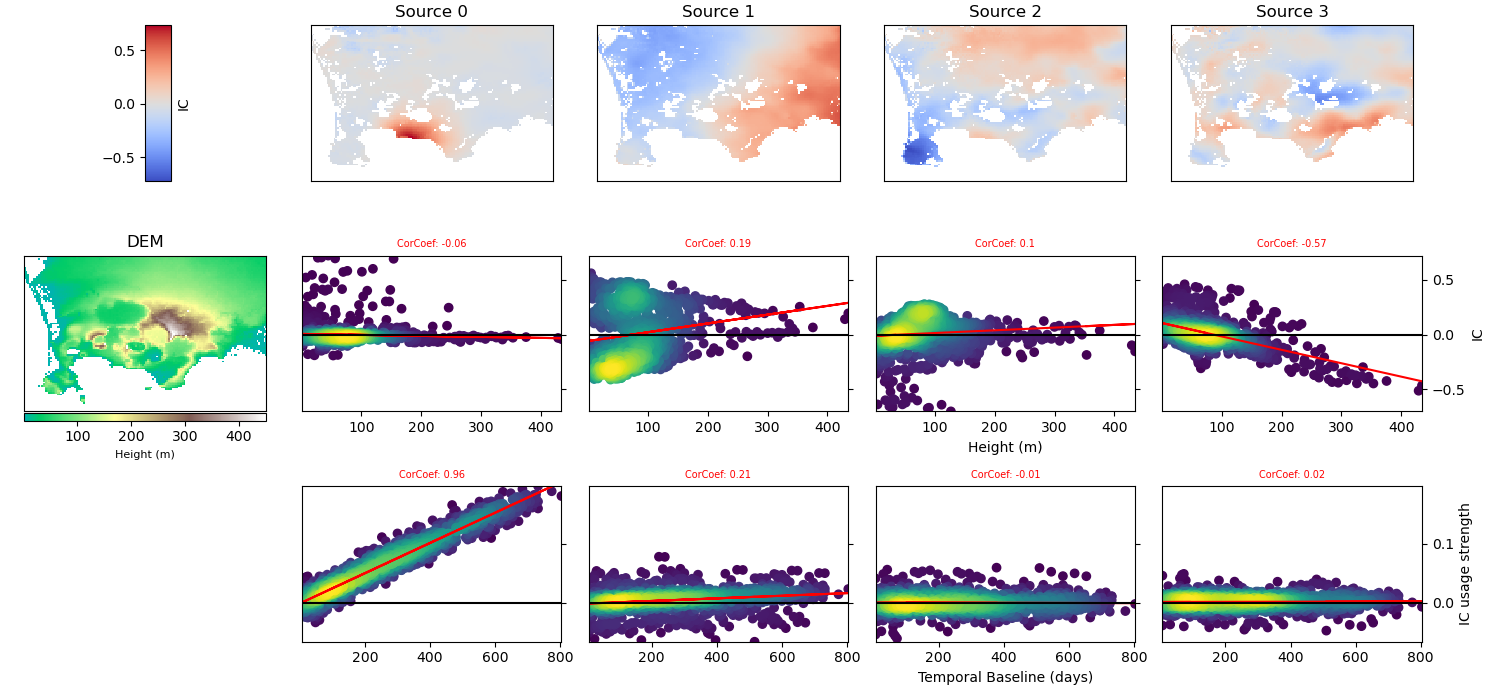 Source 0
Source 1
Source 2
Source 3
0.5
0.0
−0.5
IC
DEM
100 200 300 400
Height (m)
CorCoef: -0.06
CorCoef: 0.19
CorCoef: 0.1
CorCoef: -0.57
100 200 300 400
100 200 300 400
100 200 300 400
100 200 300 400
Height (m)
0.5
0.0
−0.5
IC
CorCoef: 0.96
CorCoef: 0.21
CorCoef: -0.01
CorCoef: 0.02
200 400 600 800
200 400 600 800
200 400 600 800
200 400 600 800
Temporal Baseline (days)
0.1
0.0
IC usage strength